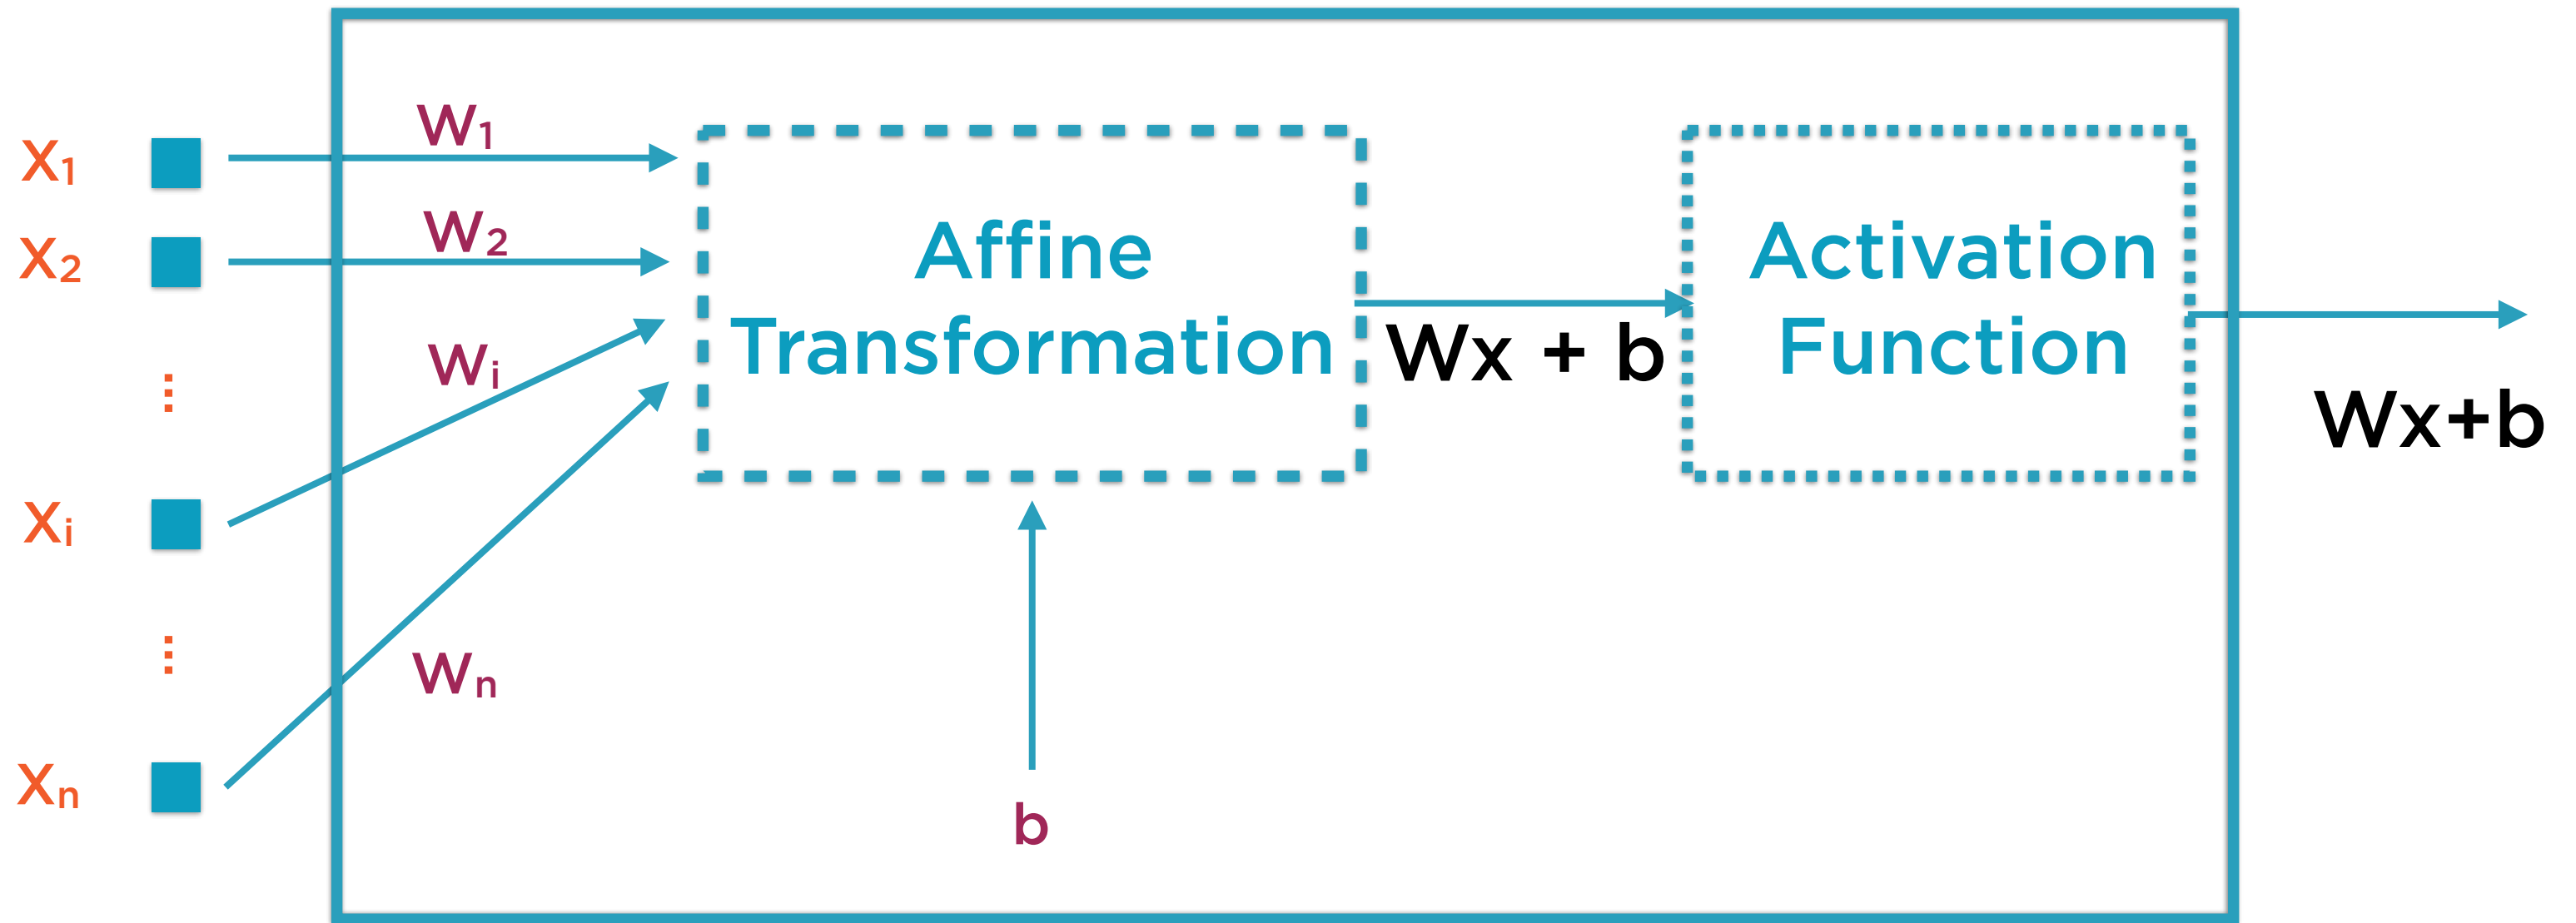 X1
W1
X2
W2
⋮
Wi
Xi
⋮
Wn
Xn
Affine
Transformation
b
Wx + b
Activation
Function
Wx+b